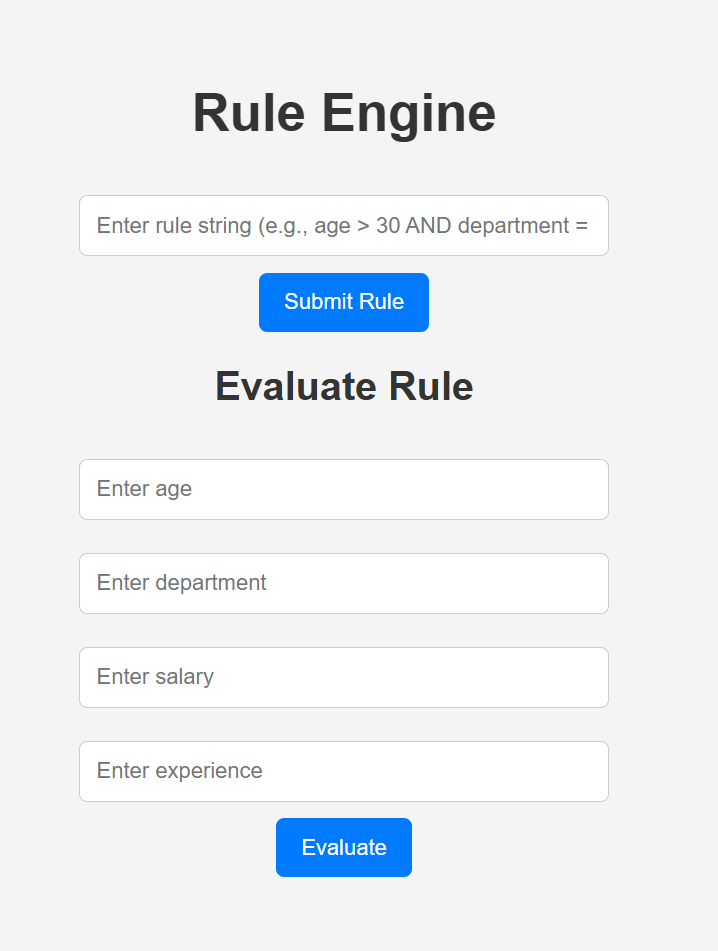 Rule Engine
Enter rule string (e.g., age > 30 AND department =
Submit Rule
Evaluate Rule
Enter age
Enter department
Enter salary
Enter experience
Evaluate